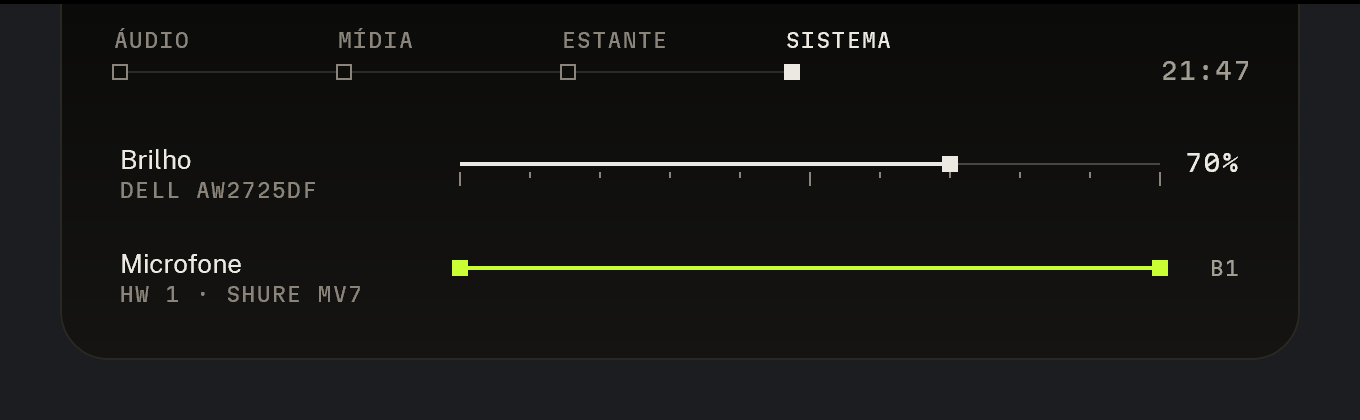 ÁUDIO MÍDIA ESTANTE SISTEMA
21:47
Brilho
DELL AW2725DF
70%
Microfone
HW 1 · SHURE MV7
B1